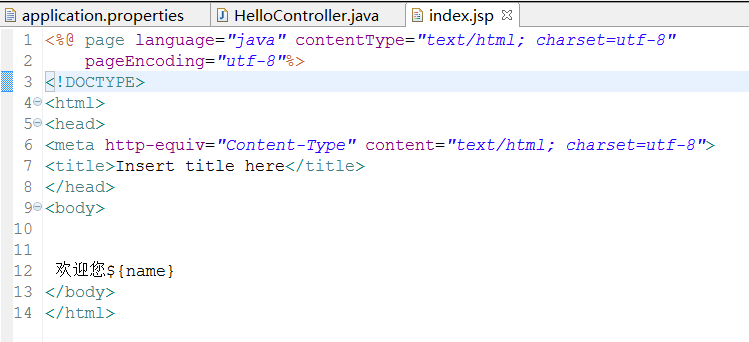 application.properties HelloController.java index.jsp
1 <%@ page language="java" contentType="text/html; charset=utf-8"
2 pageEncoding="utf-8"%>
3 <!DOCTYPE>
4 <html>
5 <head>
6 <meta http-equiv="Content-Type" content="text/html; charset=utf-8">
7 <title>Insert title here</title>
8 </head>
9 <body>
10
11
12 欢迎您${name}
13 </body>
14 </html>